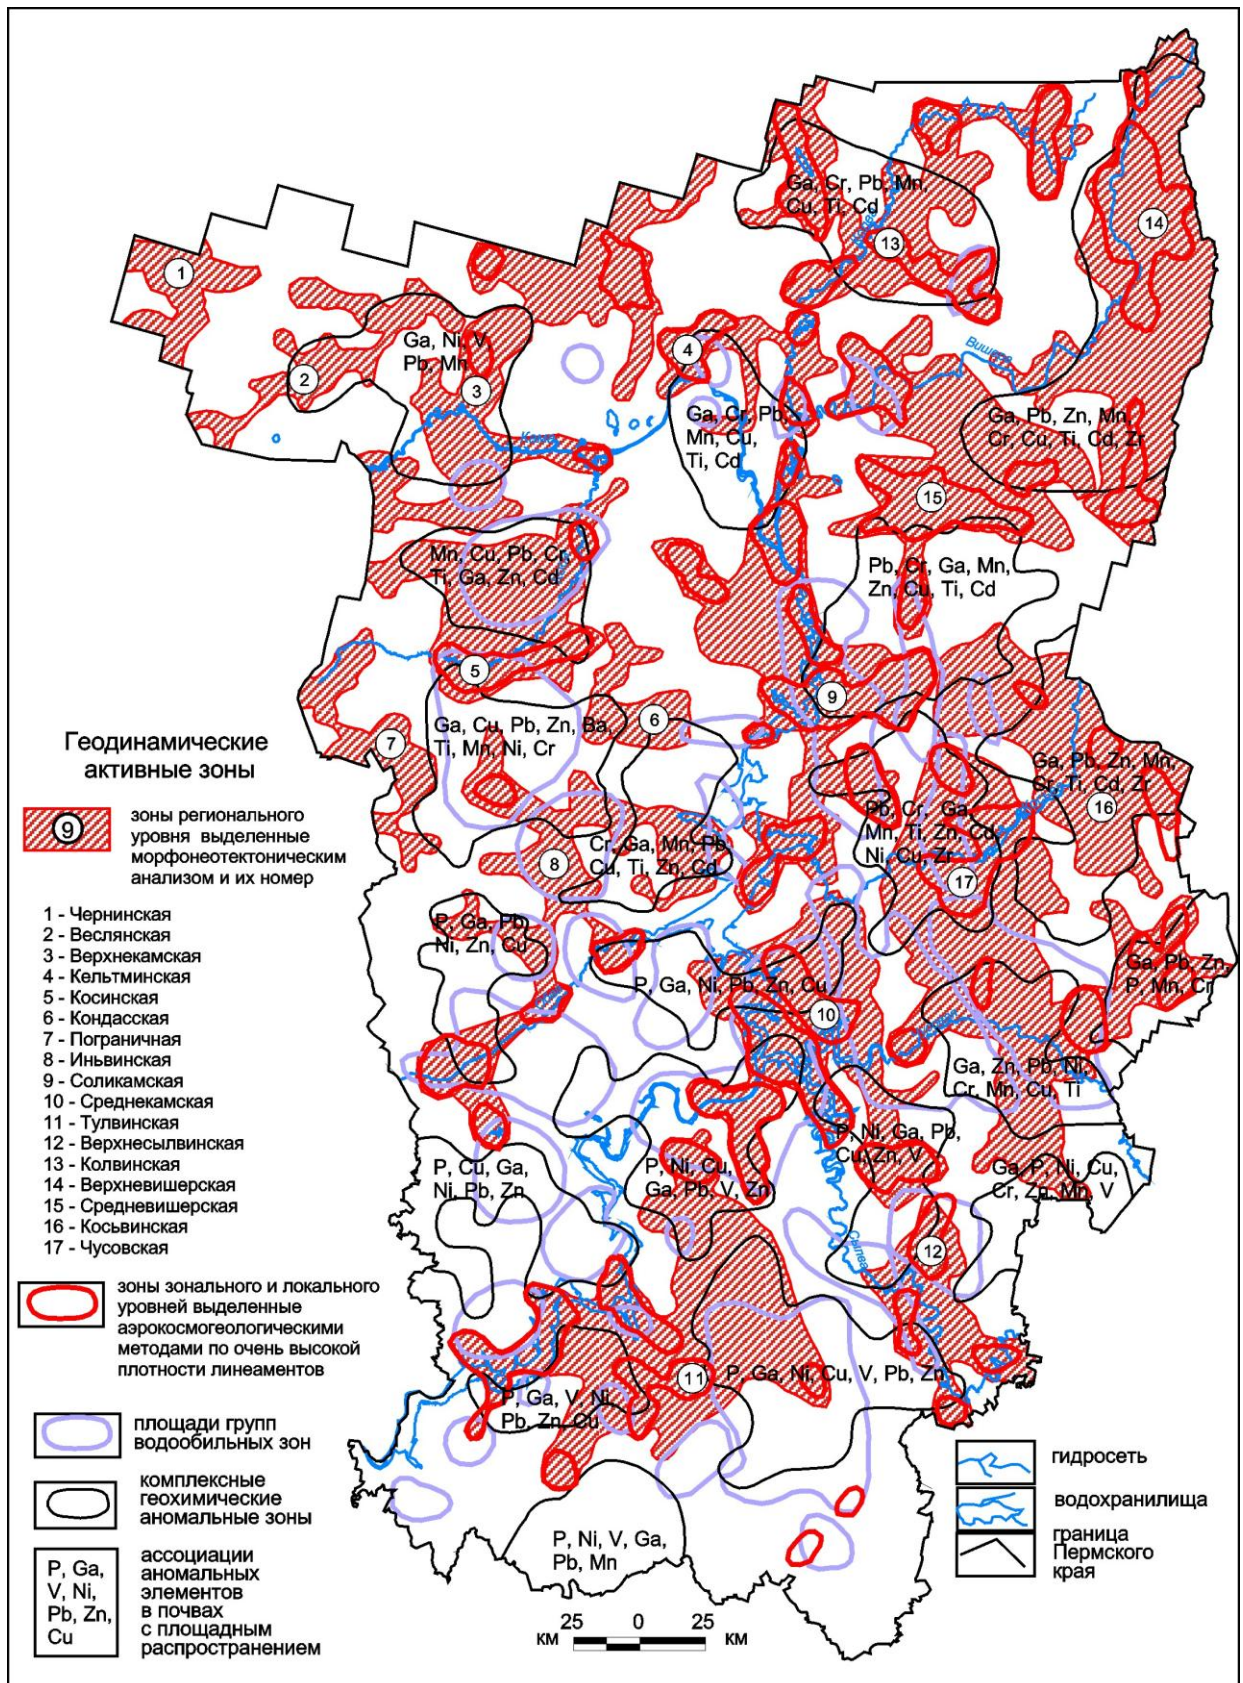 Ga, Cr, Pb, Mn,
Cu, Ti, Cd
13
14
1
Ga, Ni, V,
Pb, Mn
2
3
4
Вишера
Ga, Cr, Pb,
Mn, Cu,
Ti, Cd
Ga, Pb, Zn, Mn,
Cr, Cu, Ti, Cd, Zr
15
Mn, Cu, Pb, Cr,
Ti, Ga, Zn, Cd
Pb, Cr, Ga, Mn,
Zn, Cu, Ti, Cd
5
9
6
7
Ga, Cu, Pb, Zn, Ba,
Ti, Mn, Ni, Cr
Ga, Pb, Zn, Mn,
Cr, Ti, Cd, Zr
16
Pb, Cr, Ga,
Mn, Ti, Zn, Cd,
Ni, Cu, Zr
17
8
Cr, Ga, Mn, Pb,
Cu, Ti, Zn, Cd
P, Ga, Pb,
Ni, Zn, Cu
P, Ga, Ni, Pb, Zn, Cu
10
Ga, Pb, Zn,
P, Mn, Cr
Ga, Zn, Pb, Ni,
Cr, Mn, Cu, Ti
P, Ni, Ga, Pb,
Cu, Zn, V
P, Cu, Ga,
Ni, Pb, Zn
P, Ni, Cu,
Ga, Pb, V, Zn
Ga, P, Ni, Cu,
Cr, Zn, Mn, V
12
Сылва
11
P, Ga, Ni, Cu, V, Pb, Zn
P, Ga, V, Ni,
Pb, Zn, Cu
P, Ni, V, Ga,
Pb, Mn
Геодинамические
активные зоны
9
зоны регионального
уровня выделенные
морфонеотектоническим
анализом и их номер
1 - Чернинская
2 - Веслянская
3 - Верхнекамская
4 - Кельтминская
5 - Косинская
6 - Кондасская
7 - Пограничная
8 - Иньвинская
9 - Соликамская
10 - Среднекамская
11 - Тулвинская
12 - Верхнесылвинская
13 - Колвинская
14 - Верхневишерская
15 - Средневишерская
16 - Косьвинская
17 - Чусовская
зоны зонального и локального
уровней выделенные
аэрокосмогеологическими
методами по очень высокой
плотности линеаментов
площади групп
водообильных зон
комплексные
геохимические
аномальные зоны
P, Ga,
V, Ni,
Pb, Zn,
Cu
ассоциации
аномальных
элементов
в почвах
с площадным
распространением
25 0 25
км км
гидросеть
водохранилища
граница
Пермского
края